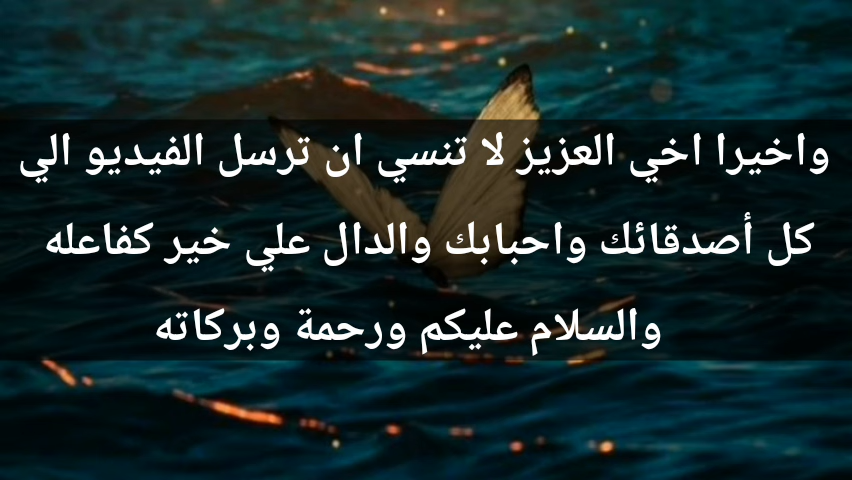 واخيرا اخي العزيز لا تنسي ان ترسل الفيديو الي
كل أصدقائك واحبابك والدال علي خير كفاعله
والسلام عليكم ورحمة وبركاته